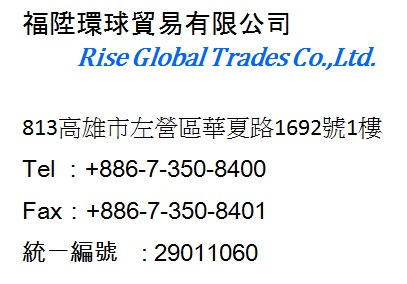 福陞環球貿易有限公司
Rise Global Trades Co.,Ltd.
813高雄市左營區華夏路1692號1樓
Tel ：+886-7-350-8400
Fax：+886-7-350-8401
統一編號　: 29011060